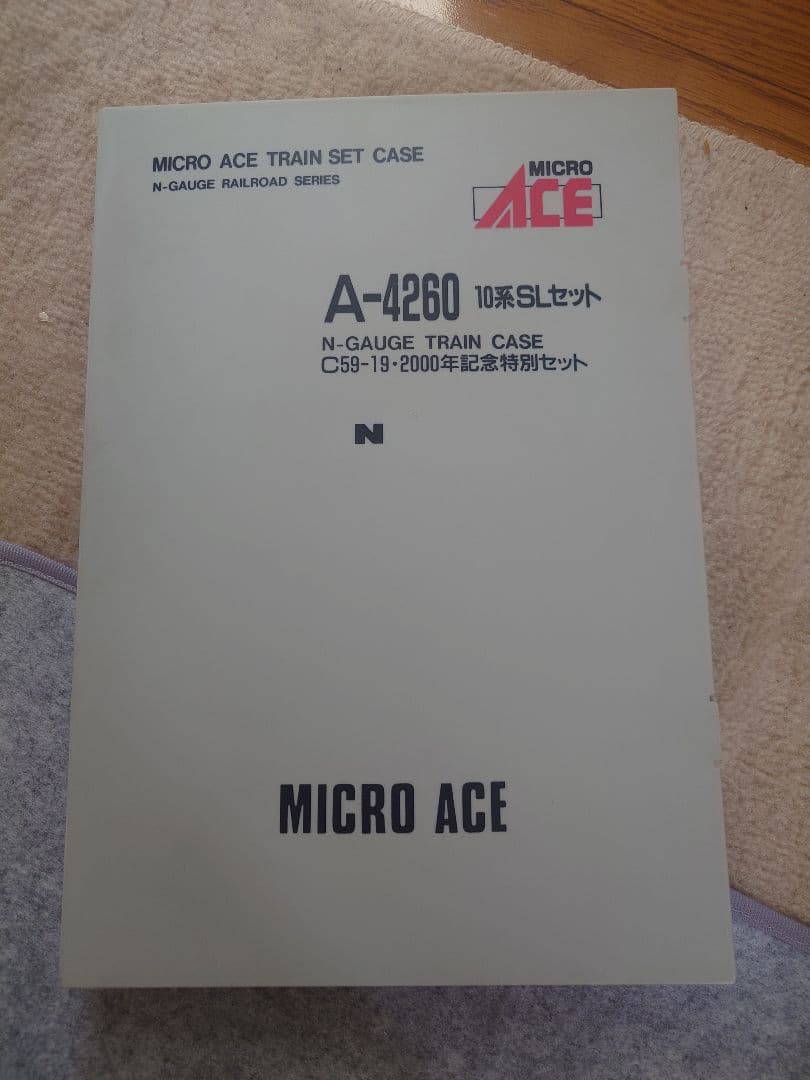 MICRO ACE TRAIN SET CASE
N-GAUGE RAILROAD SERIES
MICRO
ACE
A-4260 10系SLセット
N-GAUGE TRAIN CASE
C59-19・2000年記念特別セット
N
MICRO ACE